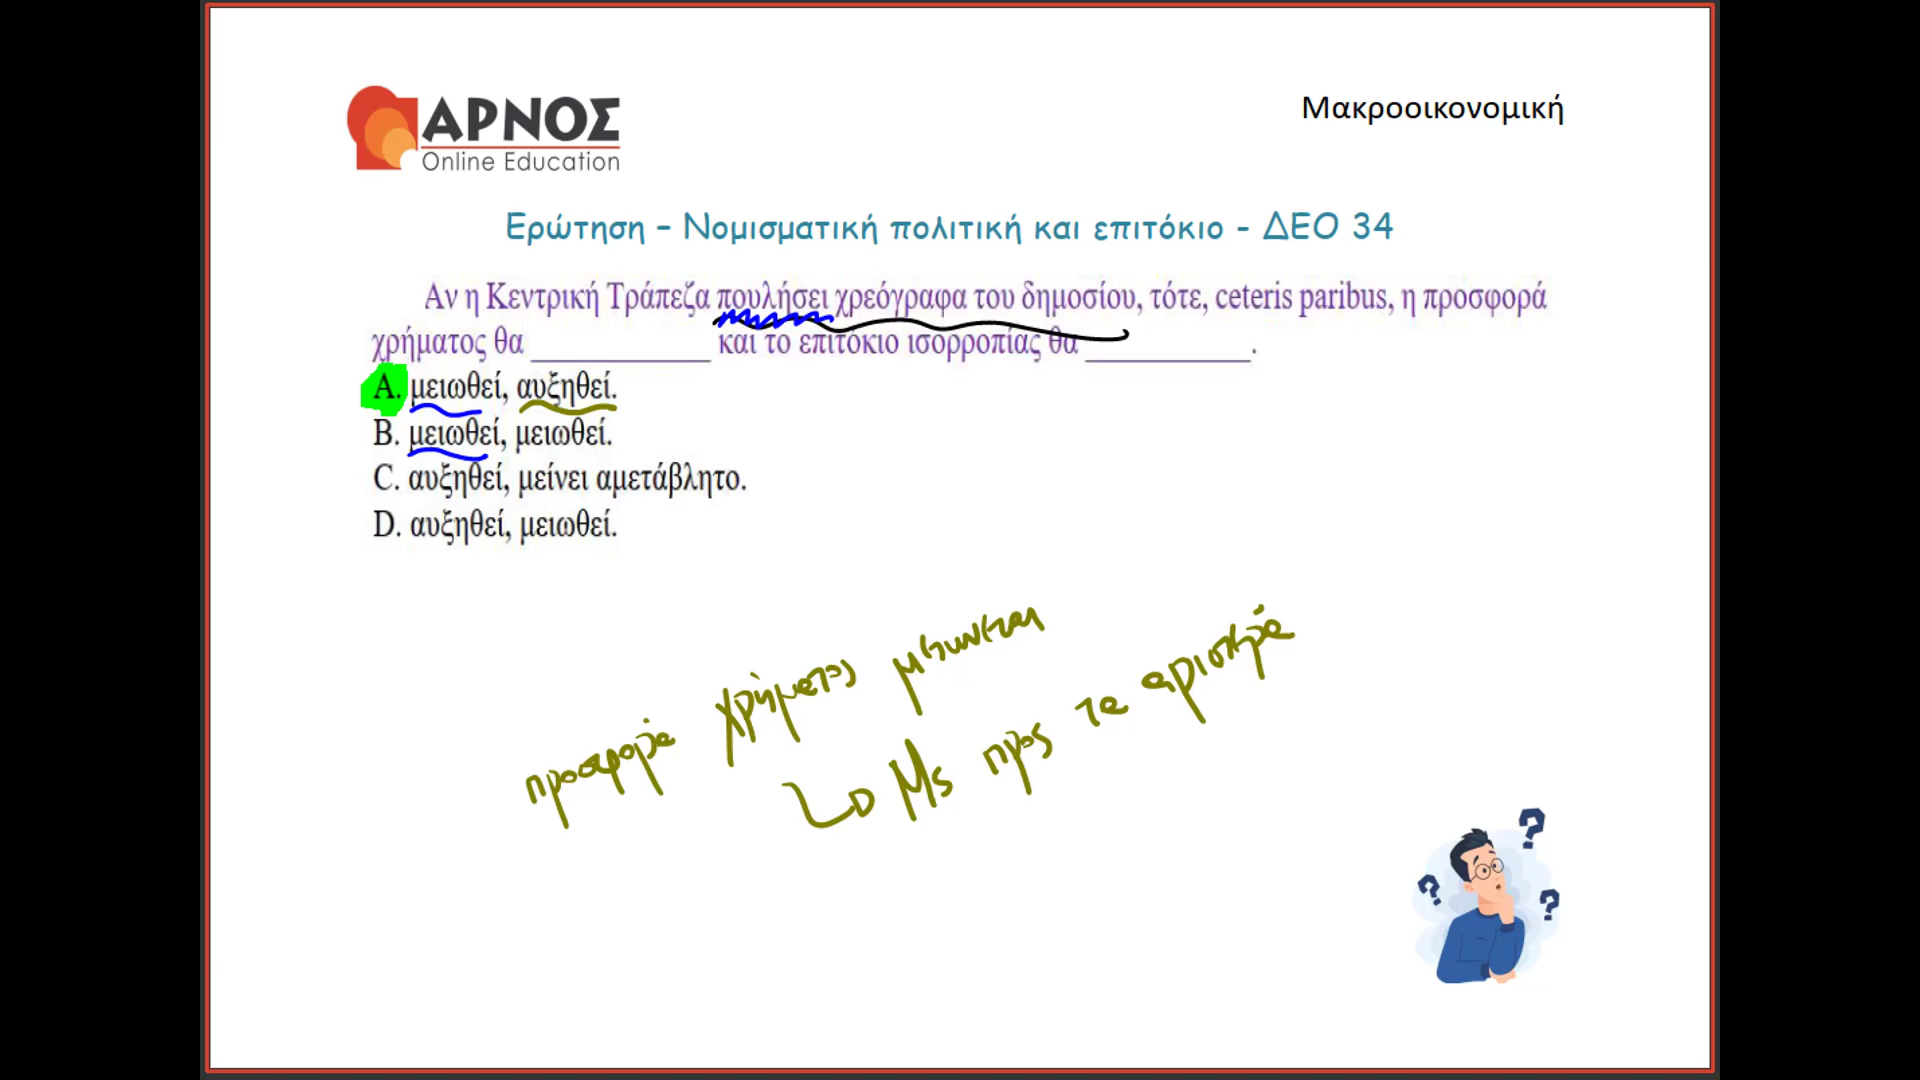 ΑΡΝΟΣ
Online Education
Μακροοικονομική
Ερώτηση – Νομισματική πολιτική και επιτόκιο - ΔΕΟ 34
Αν η Κεντρική Τράπεζα πουλήσει χρεόγραφα του δημοσίου, τότε, ceteris paribus, η προσφορά
χρήματος θα ____________ και το επιτόκιο ισορροπίας θα ___________.
Α. μειωθεί, αυξηθεί.
Β. μειωθεί, μειωθεί.
C. αυξηθεί, μείνει αμετάβλητο.
D. αυξηθεί, μειωθεί.
προσφορά χρήματος μειώνεται
Ms προς τα αριστερά
? ? ?